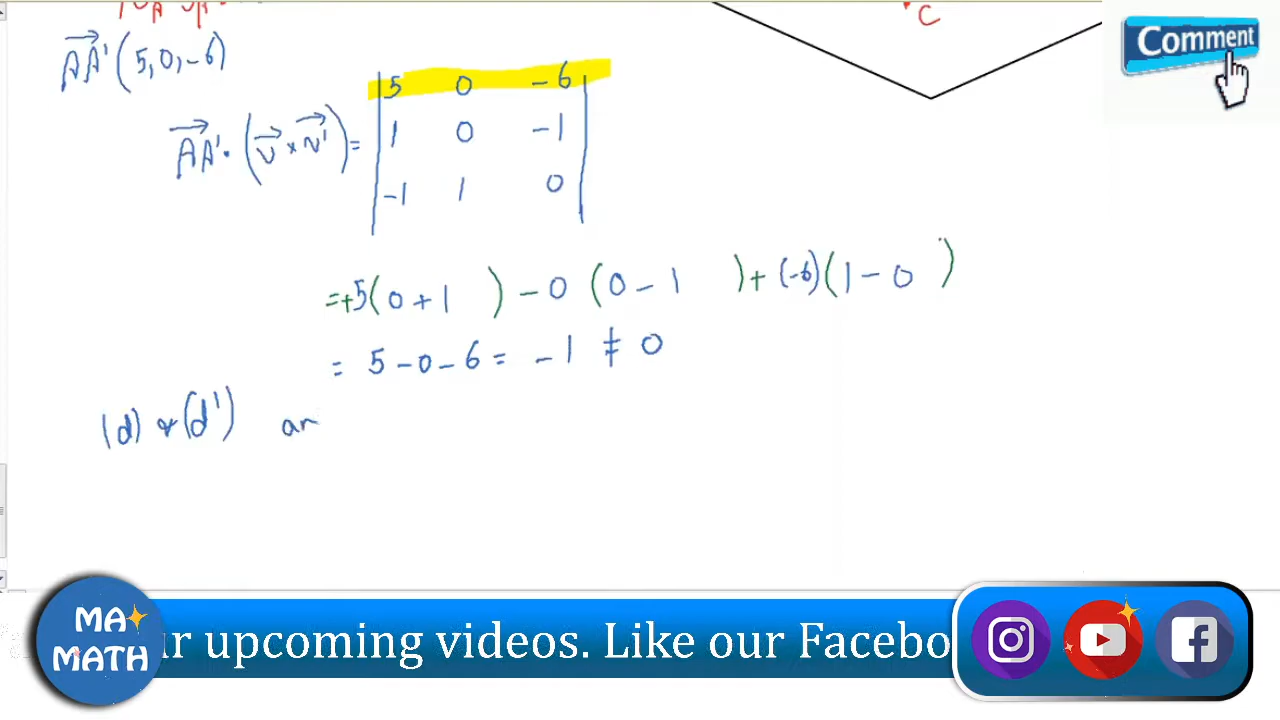 C
Comment
AA'(5,0,-6)
5 0 -6
AA'·(v×v')= 1 0 -1
-1 1 0
=+5(0+1)-0(0-1)+(-6)(1-0)
= 5-0-6= -1 ≠ 0
(d) & (d') ar
MA
MATH
ur upcoming videos. Like our Facebo